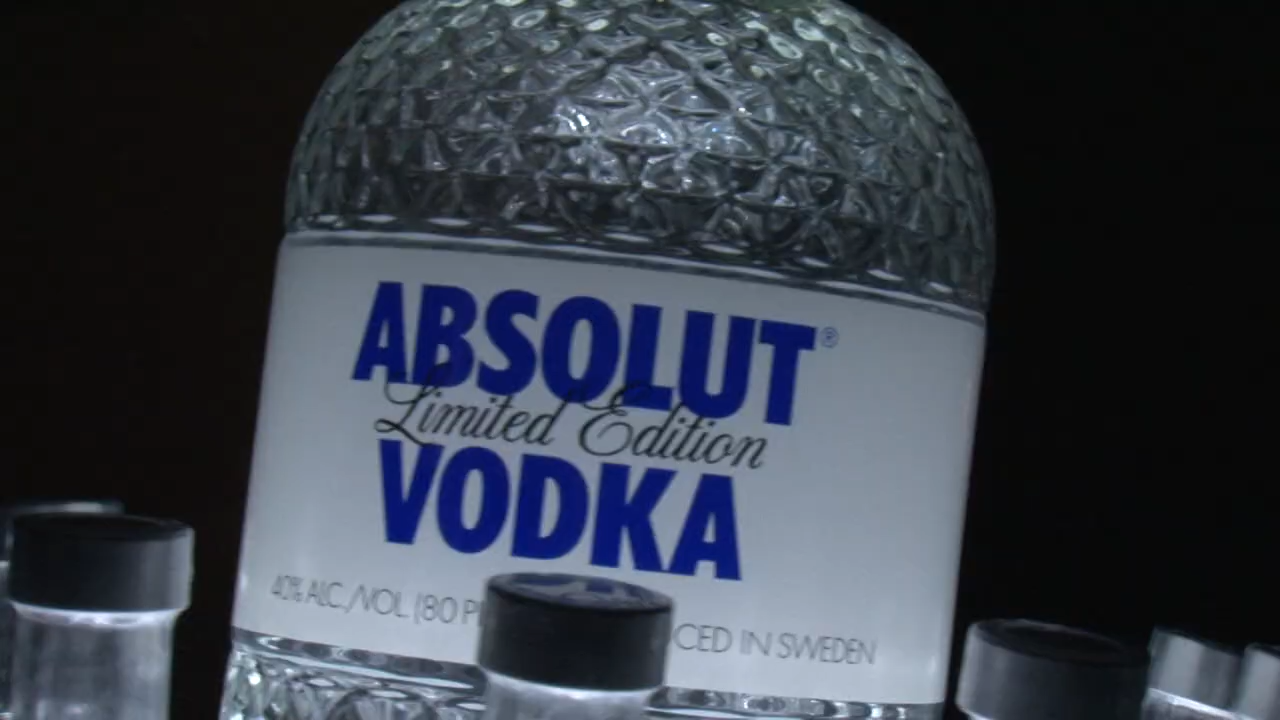 ABSOLUT®
Limited Edition
VODKA
40% ALC./VOL. (80 P CED IN SWEDEN